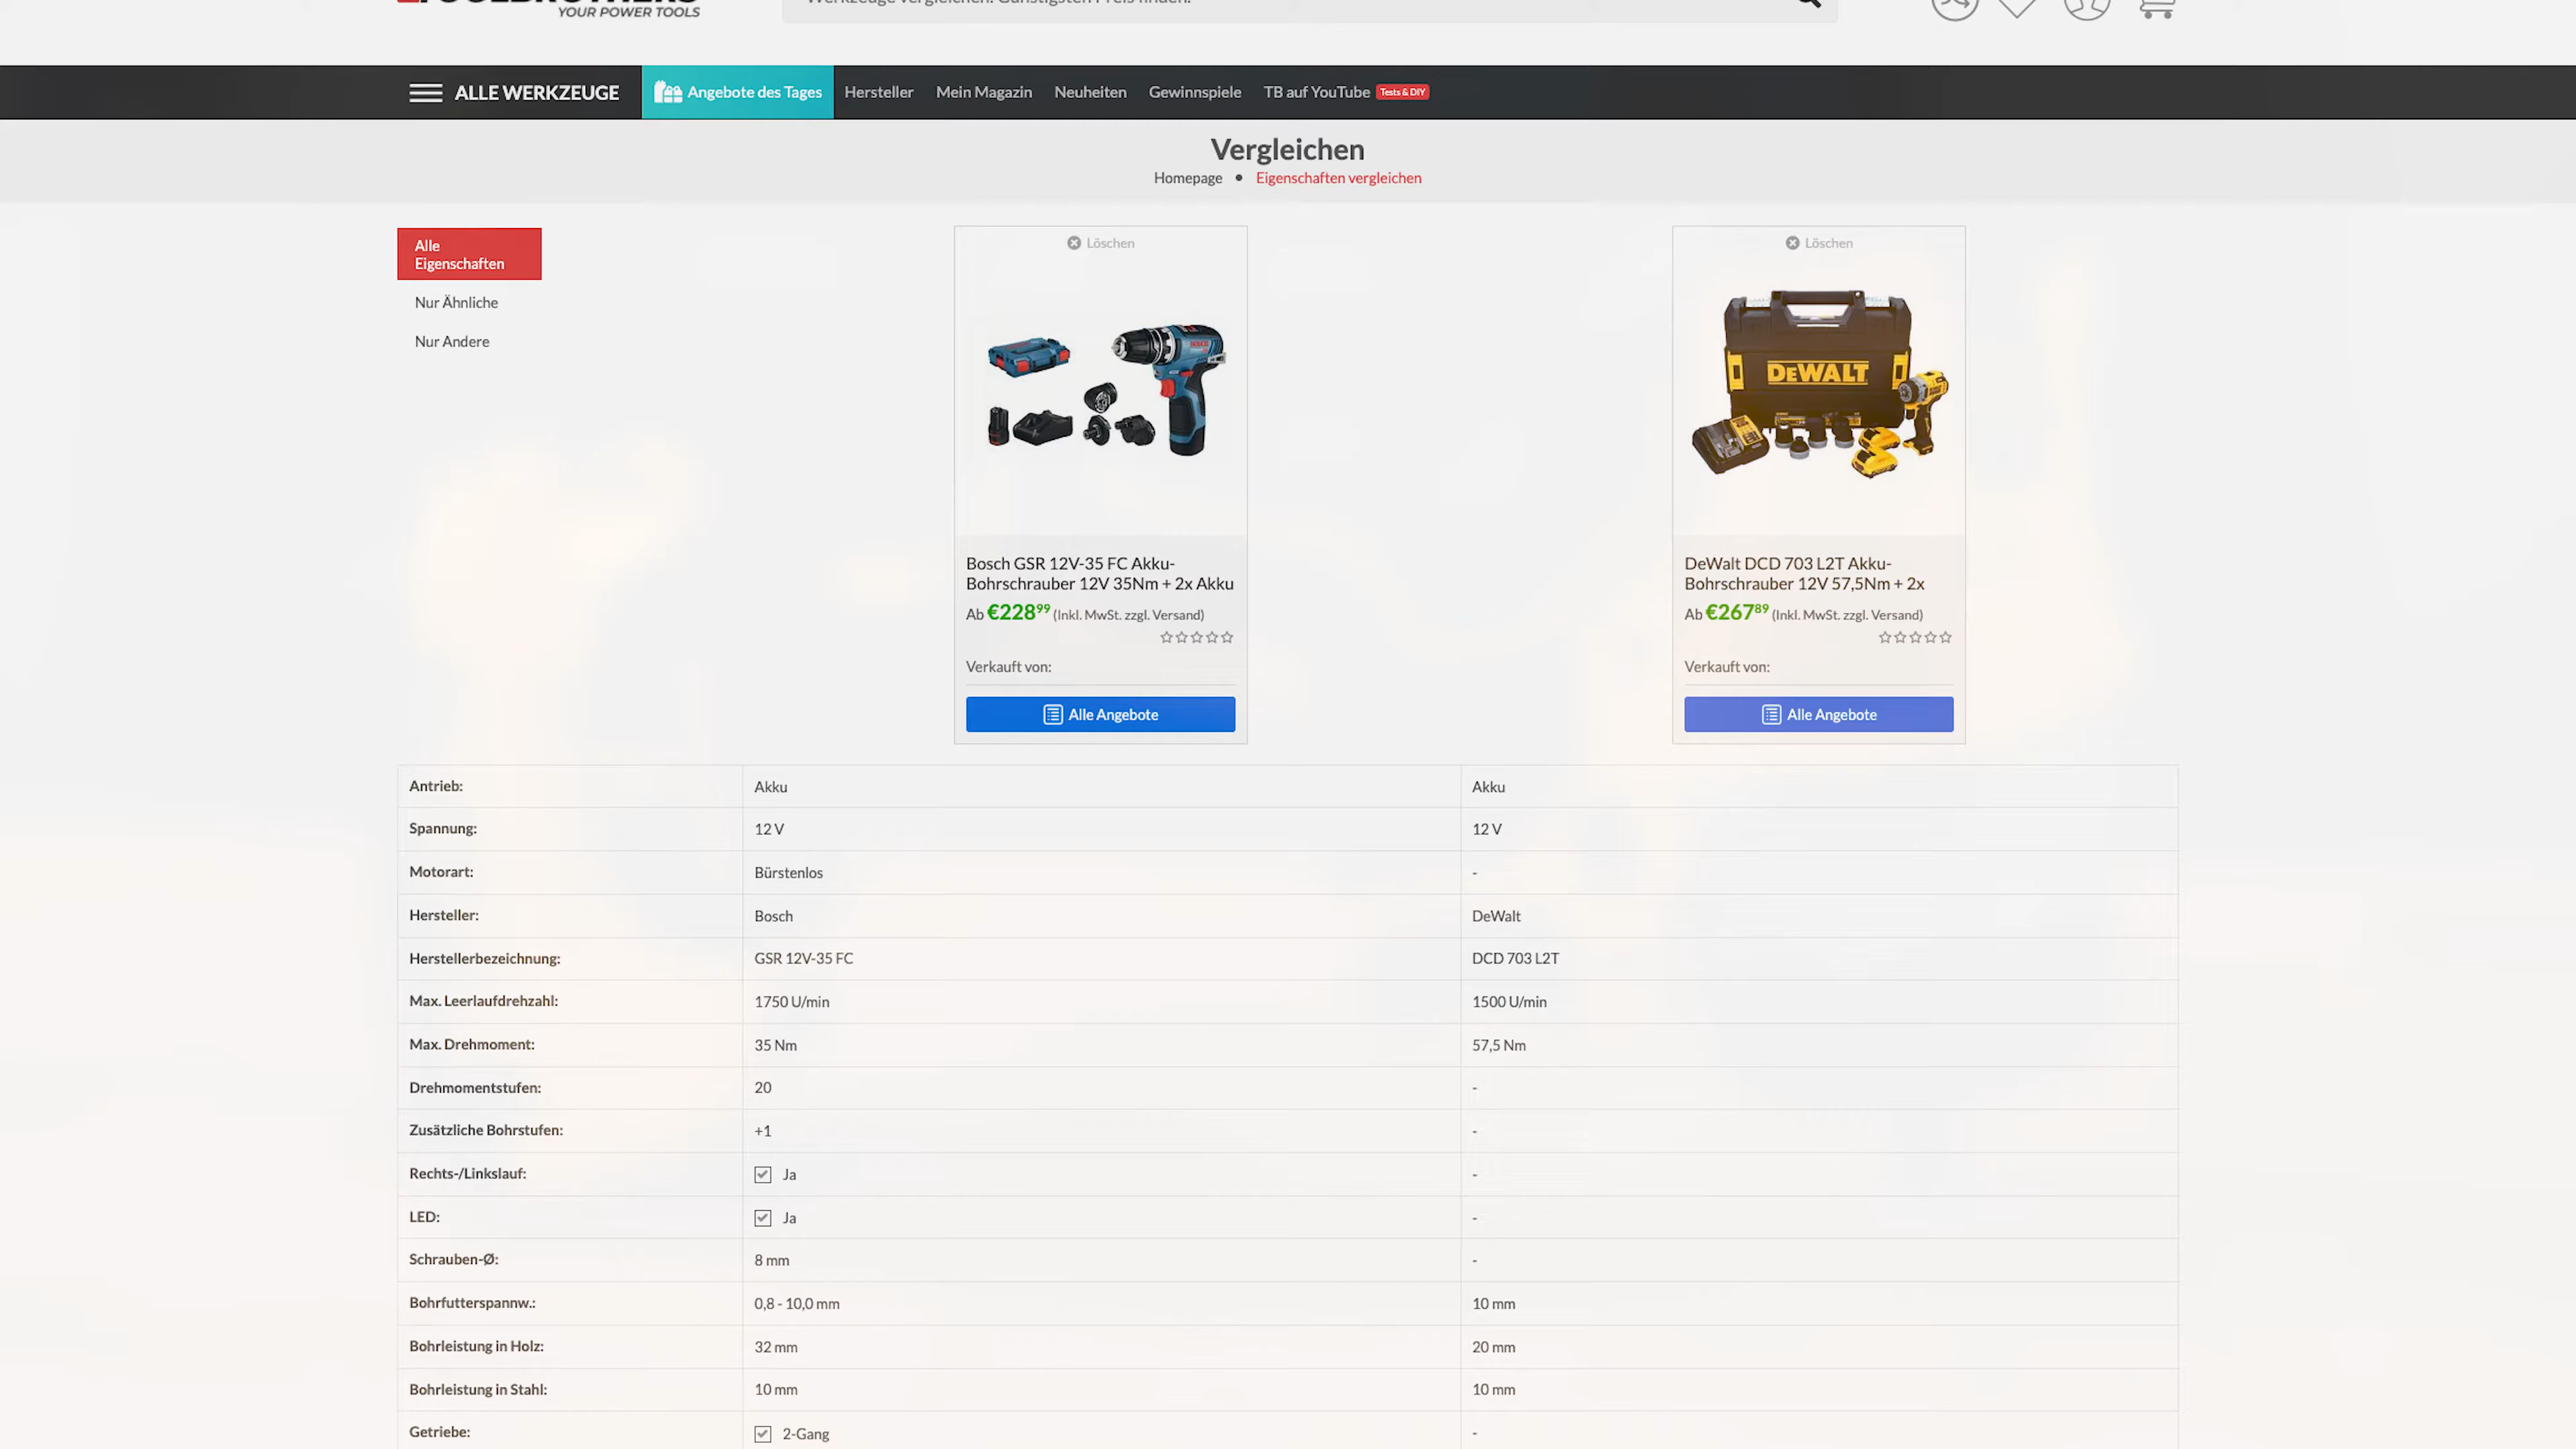 YOUR POWER TOOLS
ALLE WERKZEUGE
Angebote des Tages
Hersteller
Mein Magazin
Neuheiten
Gewinnspiele
TB auf YouTube
Tests & DIY
Vergleichen
Homepage • Eigenschaften vergleichen
Alle
Eigenschaften
Nur Ähnliche
Nur Andere
Löschen
Bosch GSR 12V-35 FC Akku-
Bohrschrauber 12V 35Nm + 2x Akku
Ab €228⁹⁹ (Inkl. MwSt. zzgl. Versand)
Verkauft von:
Alle Angebote
Löschen
DEWALT
DeWalt DCD 703 L2T Akku-
Bohrschrauber 12V 57,5Nm + 2x
Ab €267⁸⁹ (Inkl. MwSt. zzgl. Versand)
Verkauft von:
Alle Angebote
Antrieb: Akku Akku
Spannung: 12 V 12 V
Motorart: Bürstenlos -
Hersteller: Bosch DeWalt
Herstellerbezeichnung: GSR 12V-35 FC DCD 703 L2T
Max. Leerlaufdrehzahl: 1750 U/min 1500 U/min
Max. Drehmoment: 35 Nm 57,5 Nm
Drehmomentstufen: 20 -
Zusätzliche Bohrstufen: +1 -
Rechts-/Linkslauf: Ja -
LED: Ja -
Schrauben-Ø: 8 mm -
Bohrfutterspannw.: 0,8 - 10,0 mm 10 mm
Bohrleistung in Holz: 32 mm 20 mm
Bohrleistung in Stahl: 10 mm 10 mm
Getriebe: 2-Gang -